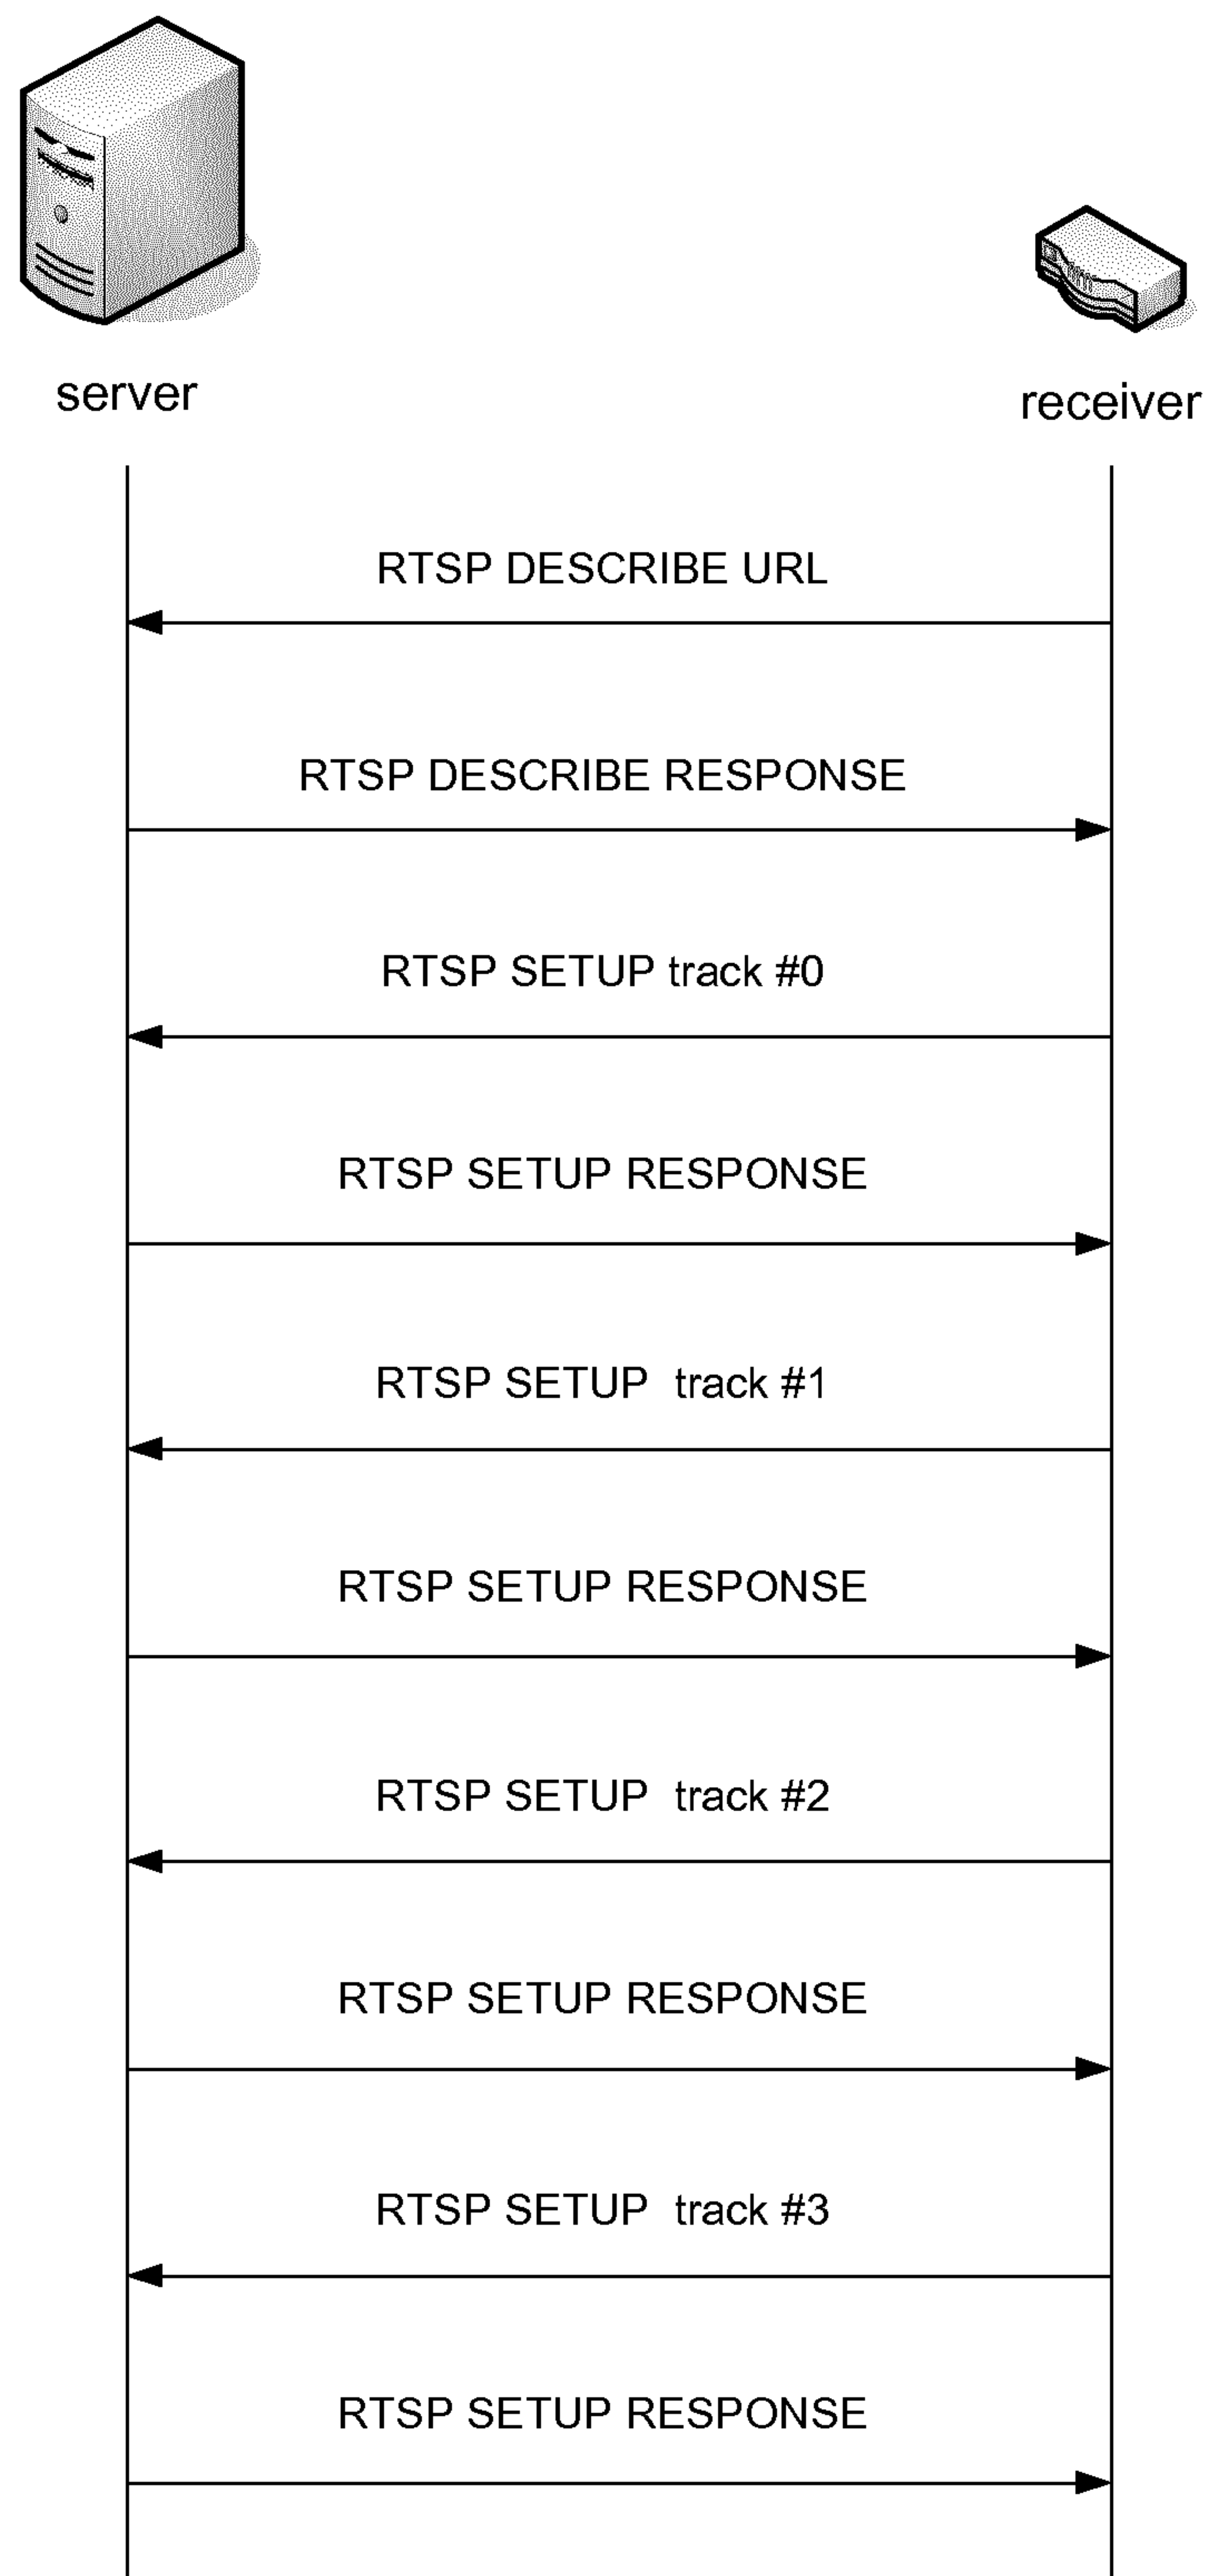 server
receiver
RTSP DESCRIBE URL
RTSP DESCRIBE RESPONSE
RTSP SETUP track #0
RTSP SETUP RESPONSE
RTSP SETUP track #1
RTSP SETUP RESPONSE
RTSP SETUP track #2
RTSP SETUP RESPONSE
RTSP SETUP track #3
RTSP SETUP RESPONSE